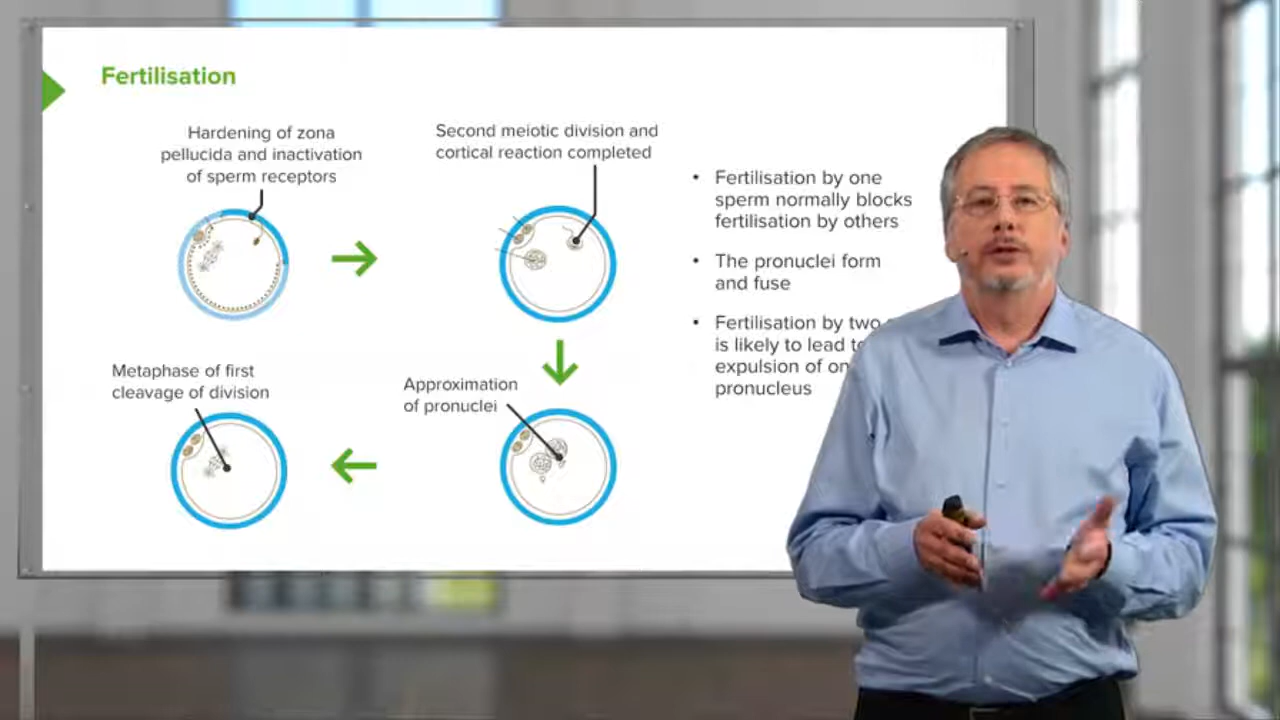 Fertilisation
Hardening of zona
pellucida and inactivation
of sperm receptors
Second meiotic division and
cortical reaction completed
Metaphase of first
cleavage of division
Approximation
of pronuclei
• Fertilisation by one
sperm normally blocks
fertilisation by others
• The pronuclei form
and fuse
• Fertilisation by two
is likely to lead
expulsion of
pronucleus